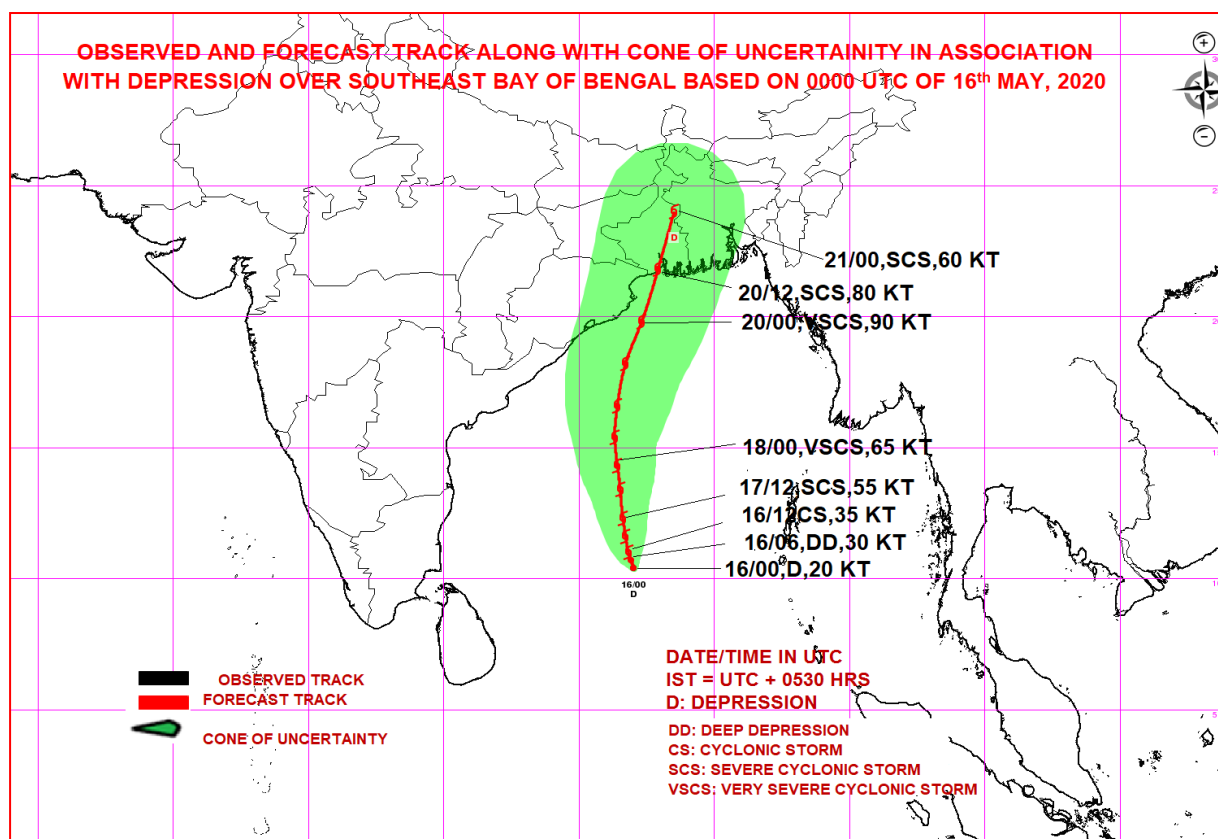 OBSERVED AND FORECAST TRACK ALONG WITH CONE OF UNCERTAINITY IN ASSOCIATION
WITH DEPRESSION OVER SOUTHEAST BAY OF BENGAL BASED ON 0000 UTC OF 16th MAY, 2020
D
21/00,SCS,60 KT
20/12,SCS,80 KT
20/00,VSCS,90 KT
18/00,VSCS,65 KT
17/12,SCS,55 KT
16/12CS,35 KT
16/06,DD,30 KT
16/00,D,20 KT
16/00
D
OBSERVED TRACK
FORECAST TRACK
CONE OF UNCERTAINTY
DATE/TIME IN UTC
IST = UTC + 0530 HRS
D: DEPRESSION
DD: DEEP DEPRESSION
CS: CYCLONIC STORM
SCS: SEVERE CYCLONIC STORM
VSCS: VERY SEVERE CYCLONIC STORM